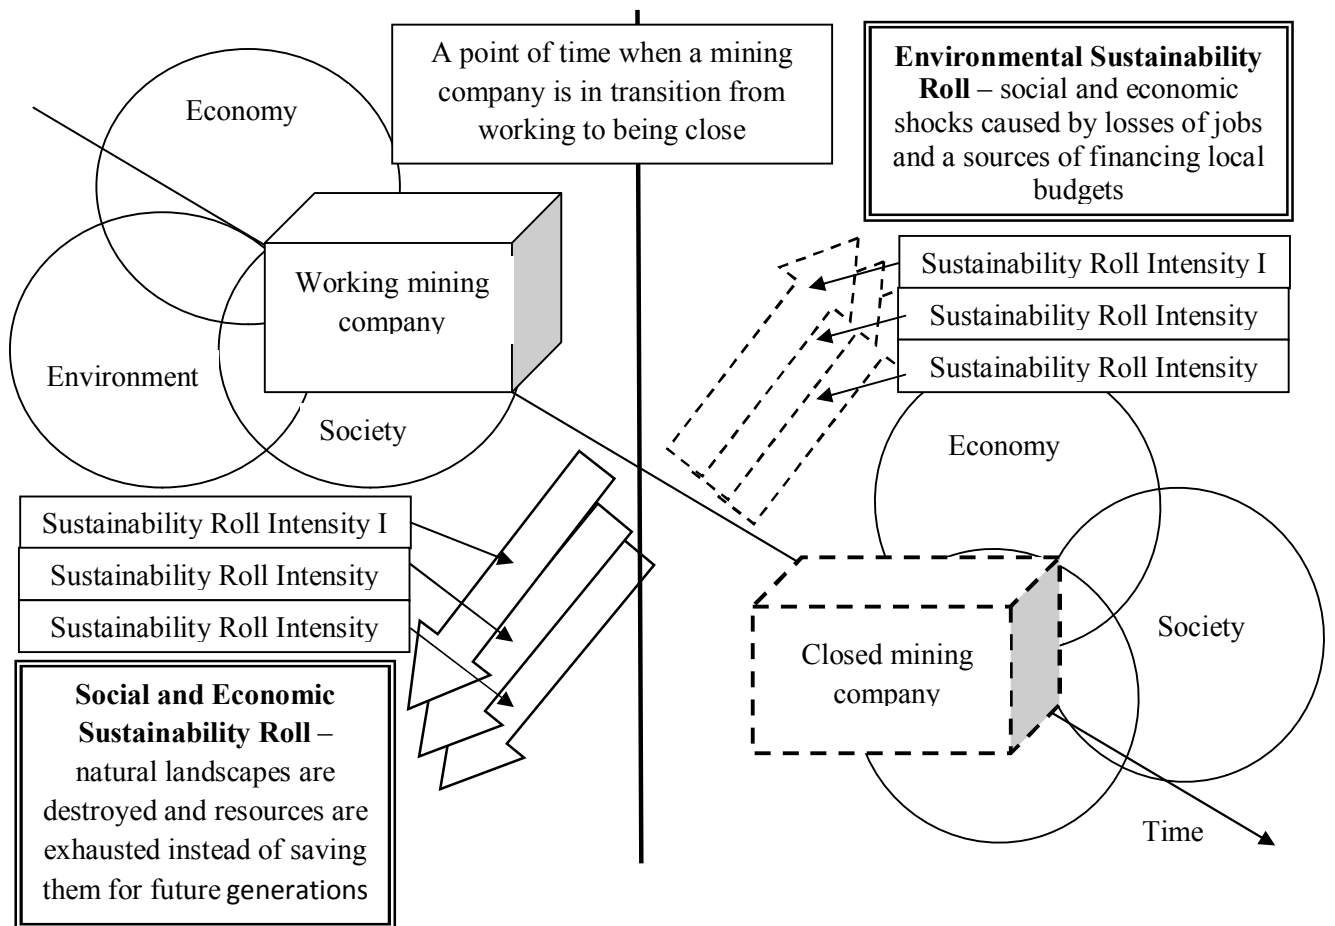 Economy
A point of time when a mining
company is in transition from
working to being close
Environmental Sustainability
Roll – social and economic
shocks caused by losses of jobs
and a sources of financing local
budgets
Working mining
company
Environment
Society
Sustainability Roll Intensity I
Sustainability Roll Intensity
Sustainability Roll Intensity
Economy
Sustainability Roll Intensity I
Sustainability Roll Intensity
Sustainability Roll Intensity
Social and Economic
Sustainability Roll –
natural landscapes are
destroyed and resources are
exhausted instead of saving
them for future generations
Closed mining
company
Society
Time